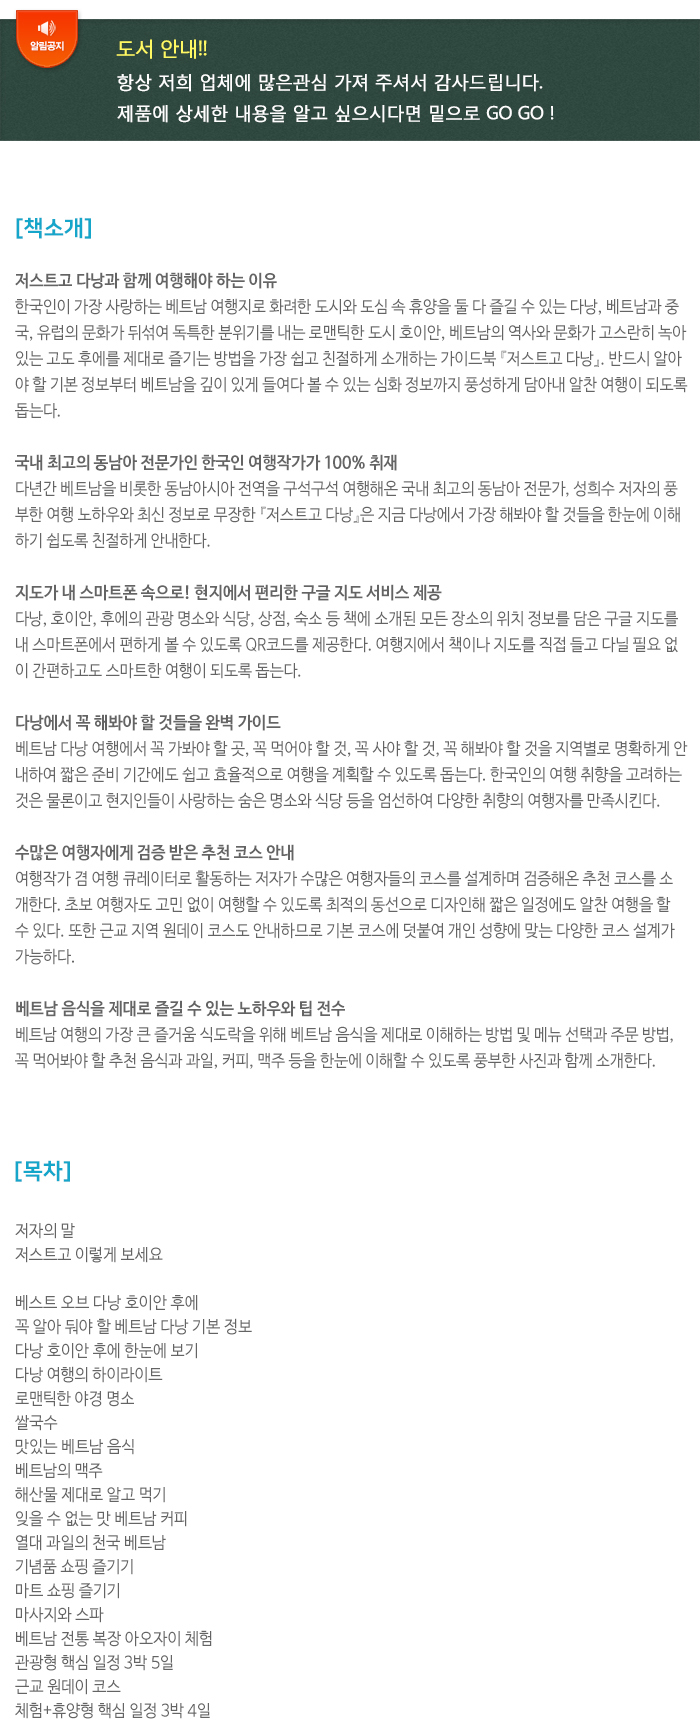 알림공지
도서 안내!!
항상 저희 업체에 많은관심 가져 주셔서 감사드립니다.
제품에 상세한 내용을 알고 싶으시다면 밑으로 GO GO !
[책소개]
저스트고 다낭과 함께 여행해야 하는 이유
한국인이 가장 사랑하는 베트남 여행지로 화려한 도시와 도심 속 휴양을 둘 다 즐길 수 있는 다낭, 베트남과 중
국, 유럽의 문화가 뒤섞여 독특한 분위기를 내는 로맨틱한 도시 호이안, 베트남의 역사와 문화가 고스란히 녹아
있는 고도 후에를 제대로 즐기는 방법을 가장 쉽고 친절하게 소개하는 가이드북 『저스트고 다낭』. 반드시 알아
야 할 기본 정보부터 베트남을 깊이 있게 들여다 볼 수 있는 심화 정보까지 풍성하게 담아내 알찬 여행이 되도록
돕는다.
국내 최고의 동남아 전문가인 한국인 여행작가가 100% 취재
다년간 베트남을 비롯한 동남아시아 전역을 구석구석 여행해온 국내 최고의 동남아 전문가, 성희수 저자의 풍
부한 여행 노하우와 최신 정보로 무장한 『저스트고 다낭』은 지금 다낭에서 가장 해봐야 할 것들을 한눈에 이해
하기 쉽도록 친절하게 안내한다.
지도가 내 스마트폰 속으로! 현지에서 편리한 구글 지도 서비스 제공
다낭, 호이안, 후에의 관광 명소와 식당, 상점, 숙소 등 책에 소개된 모든 장소의 위치 정보를 담은 구글 지도를
내 스마트폰에서 편하게 볼 수 있도록 QR코드를 제공한다. 여행지에서 책이나 지도를 직접 들고 다닐 필요 없
이 간편하고도 스마트한 여행이 되도록 돕는다.
다낭에서 꼭 해봐야 할 것들을 완벽 가이드
베트남 다낭 여행에서 꼭 가봐야 할 곳, 꼭 먹어야 할 것, 꼭 사야 할 것, 꼭 해봐야 할 것을 지역별로 명확하게 안
내하여 짧은 준비 기간에도 쉽고 효율적으로 여행을 계획할 수 있도록 돕는다. 한국인의 여행 취향을 고려하는
것은 물론이고 현지인들이 사랑하는 숨은 명소와 식당 등을 엄선하여 다양한 취향의 여행자를 만족시킨다.
수많은 여행자에게 검증 받은 추천 코스 안내
여행작가 겸 여행 큐레이터로 활동하는 저자가 수많은 여행자들의 코스를 설계하며 검증해온 추천 코스를 소
개한다. 초보 여행자도 고민 없이 여행할 수 있도록 최적의 동선으로 디자인해 짧은 일정에도 알찬 여행을 할
수 있다. 또한 근교 지역 원데이 코스도 안내하므로 기본 코스에 덧붙여 개인 성향에 맞는 다양한 코스 설계가
가능하다.
베트남 음식을 제대로 즐길 수 있는 노하우와 팁 전수
베트남 여행의 가장 큰 즐거움 식도락을 위해 베트남 음식을 제대로 이해하는 방법 및 메뉴 선택과 주문 방법,
꼭 먹어봐야 할 추천 음식과 과일, 커피, 맥주 등을 한눈에 이해할 수 있도록 풍부한 사진과 함께 소개한다.
[목차]
저자의 말
저스트고 이렇게 보세요
베스트 오브 다낭 호이안 후에
꼭 알아 둬야 할 베트남 다낭 기본 정보
다낭 호이안 후에 한눈에 보기
다낭 여행의 하이라이트
로맨틱한 야경 명소
쌀국수
맛있는 베트남 음식
베트남의 맥주
해산물 제대로 알고 먹기
잊을 수 없는 맛 베트남 커피
열대 과일의 천국 베트남
기념품 쇼핑 즐기기
마트 쇼핑 즐기기
마사지와 스파
베트남 전통 복장 아오자이 체험
관광형 핵심 일정 3박 5일
근교 원데이 코스
체험+휴양형 핵심 일정 3박 4일